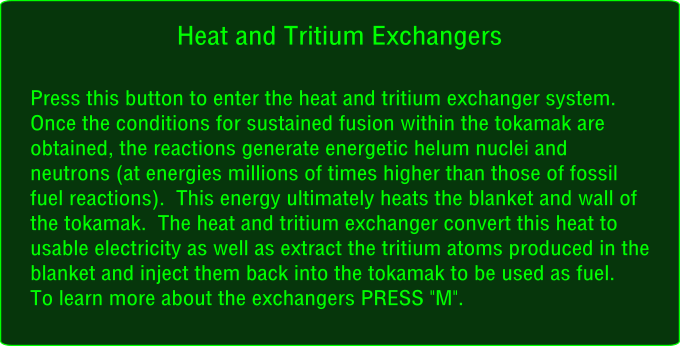 Heat and Tritium Exchangers
Press this button to enter the heat and tritium exchanger system.
Once the conditions for sustained fusion within the tokamak are
obtained, the reactions generate energetic helum nuclei and
neutrons (at energies millions of times higher than those of fossil
fuel reactions).  This energy ultimately heats the blanket and wall of
the tokamak.  The heat and tritium exchanger convert this heat to
usable electricity as well as extract the tritium atoms produced in the
blanket and inject them back into the tokamak to be used as fuel.
To learn more about the exchangers PRESS "M".